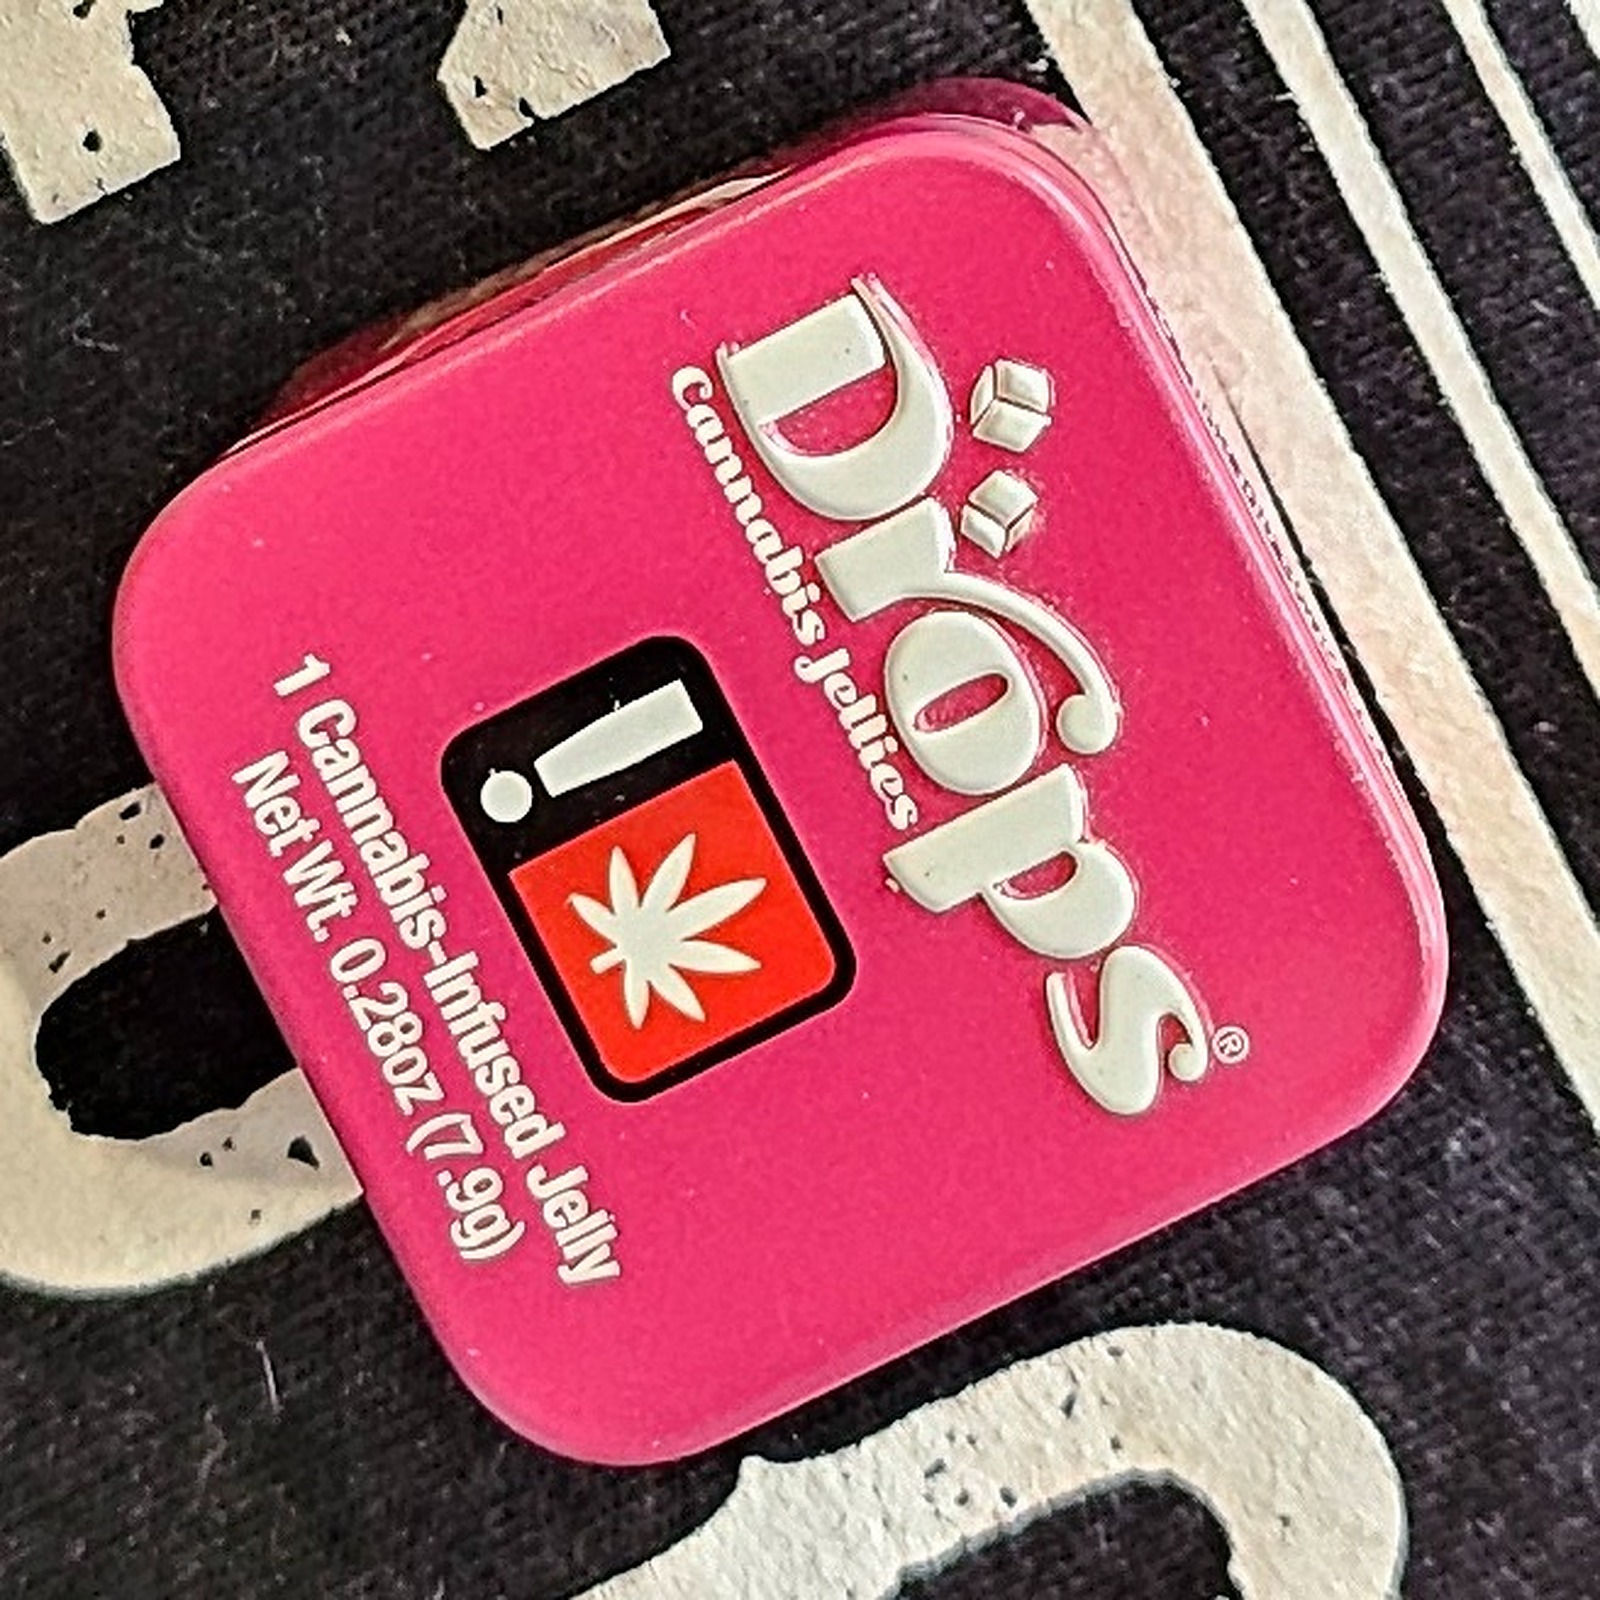 Drops®
Cannabis Jellies
!
1 Cannabis-Infused Jelly
Net Wt. 0.28oz (7.9g)